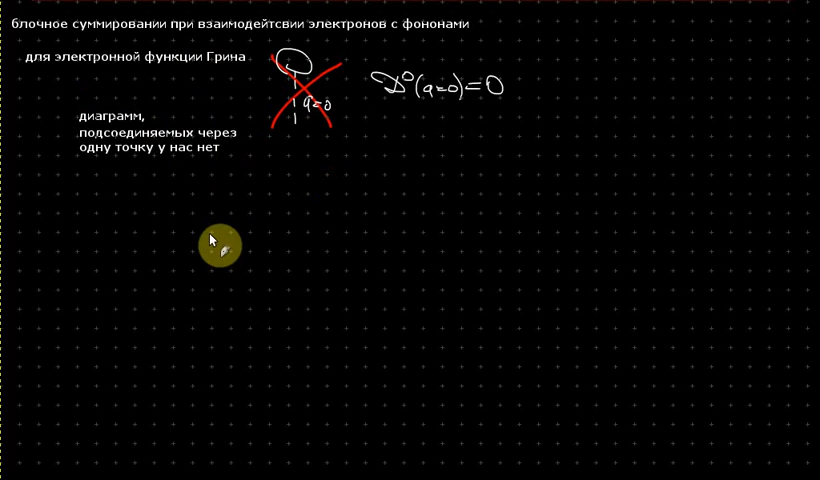 блочное суммировании при взаимодейтсвии электронов с фононами
для электронной функции Грина
q=0
D⁰(q=0)=0
диаграмм,
подсоединяемых через
одну точку у нас нет